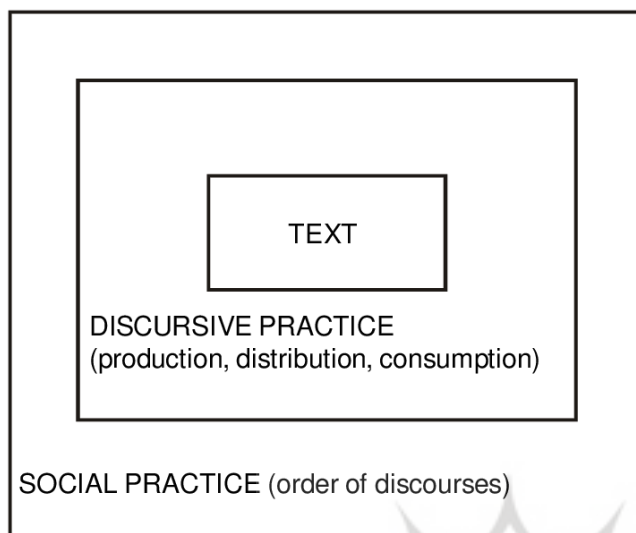 TEXT
DISCURSIVE PRACTICE
(production, distribution, consumption)
SOCIAL PRACTICE (order of discourses)